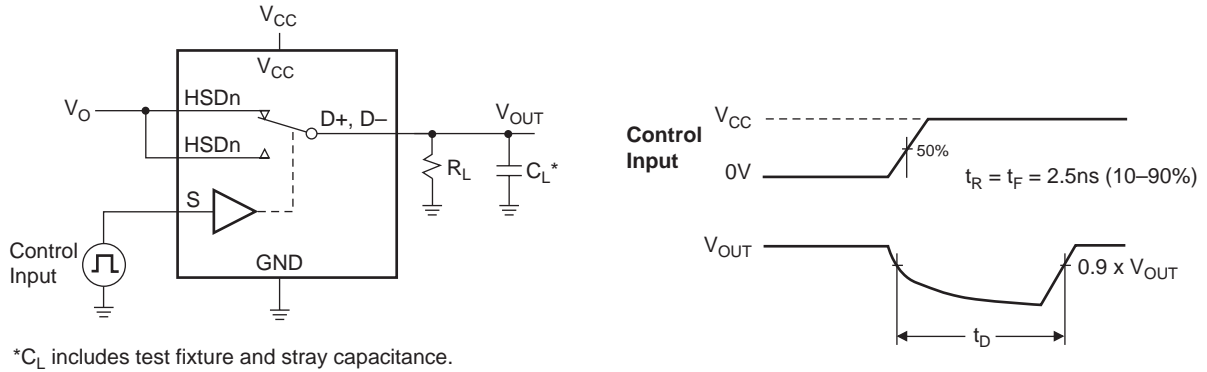 VCC
VCC
VO
HSDn
D+, D–
VOUT
HSDn
RL
CL*
S
Control
Input
GND
*CL includes test fixture and stray capacitance.
Control
Input
VCC
50%
0V
tR = tF = 2.5ns (10–90%)
VOUT
0.9 x VOUT
tD